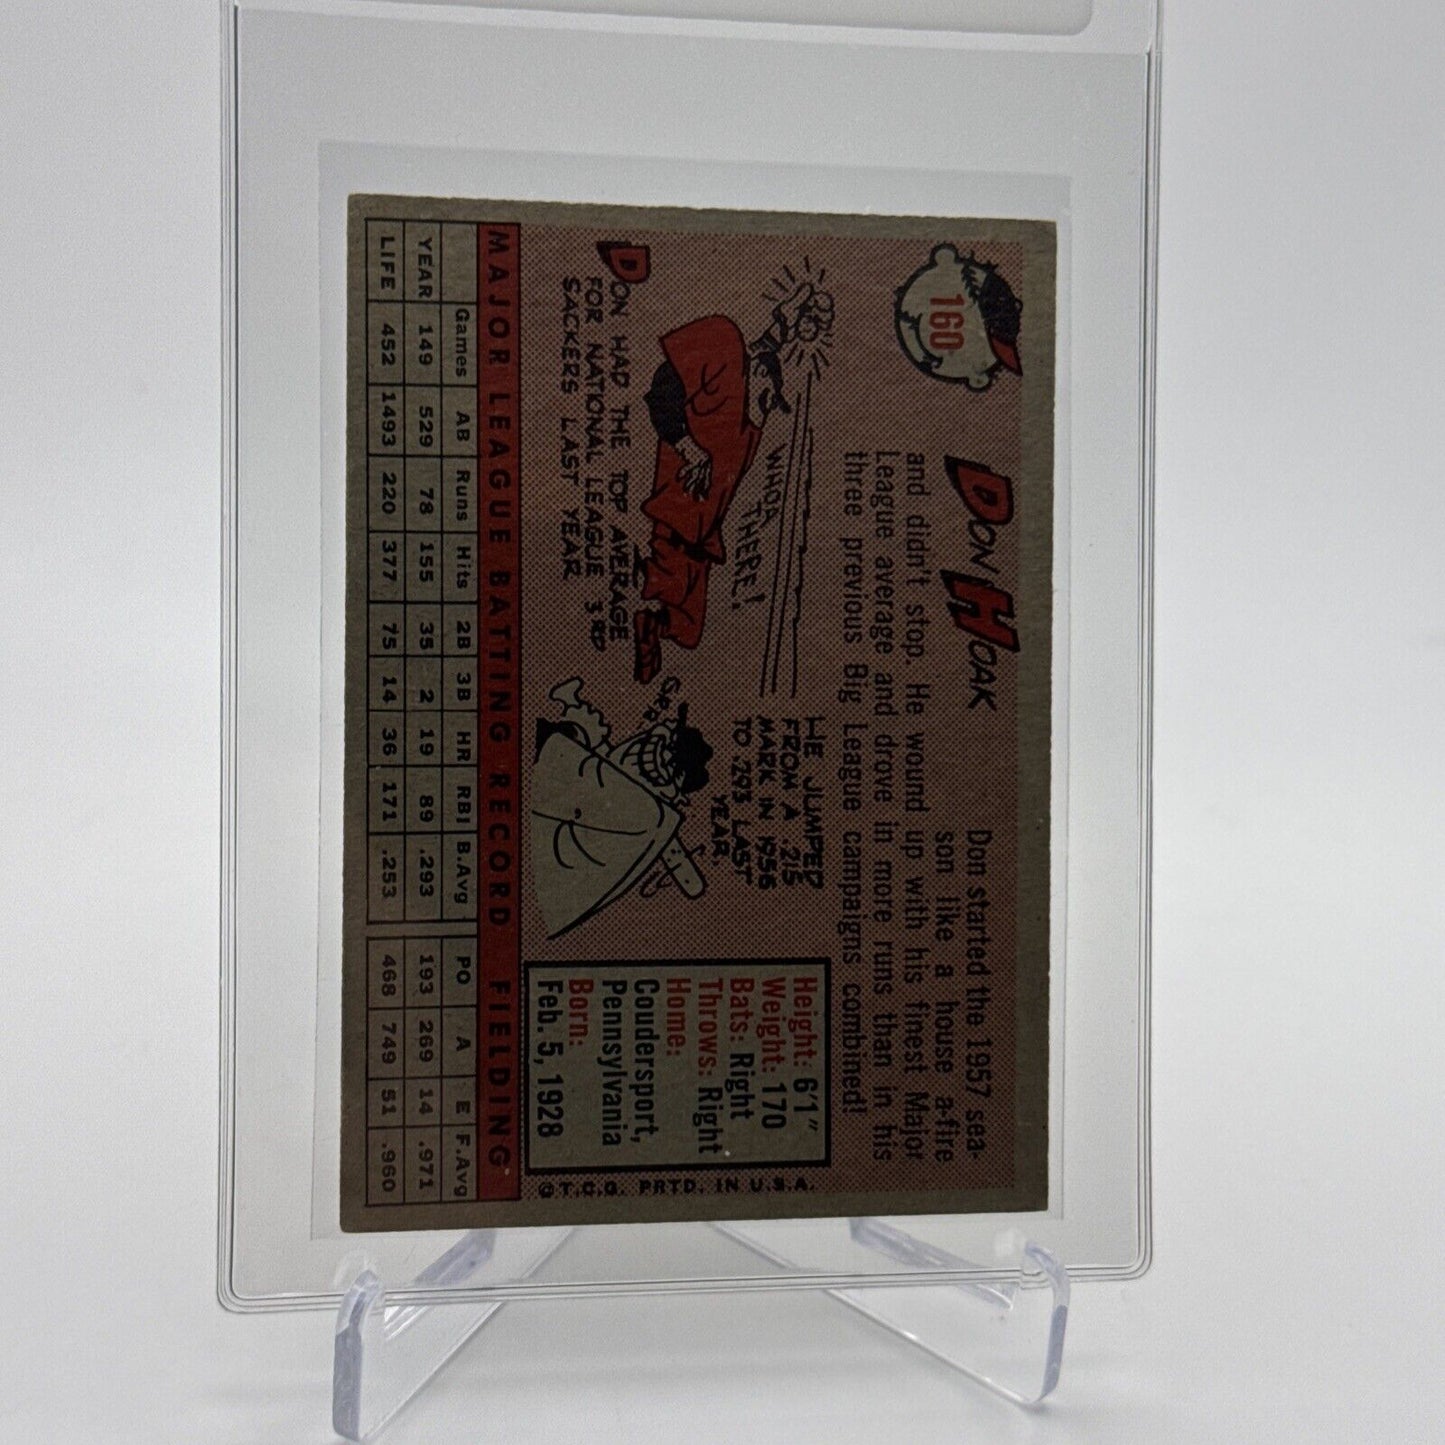 160
DON HOAK
Don started the 1957 sea-
son like a house a-fire
and didn't stop. He wound up with his finest Major
League average and drove in more runs than in his
three previous Big League campaigns combined!
WHOA THERE!
HE JUMPED
FROM A .215
MARK IN 1956
TO .293 LAST
YEAR.
GRR
DON HAD THE TOP AVERAGE
FOR NATIONAL LEAGUE 3RD
SACKERS LAST YEAR.
Height: 6'1"
Weight: 170
Bats: Right
Throws: Right
Home:
Coudersport,
Pennsylvania
Born:
Feb. 5, 1928
© T.C.G. PRTD. IN U.S.A.
MAJOR LEAGUE BATTING RECORD FIELDING
Games AB Runs Hits 2B 3B HR RBI B.Avg PO A E F.Avg
YEAR 149 529 78 155 35 2 19 89 .293 193 269 14 .971
LIFE 452 1493 220 377 75 14 36 171 .253 468 749 51 .960